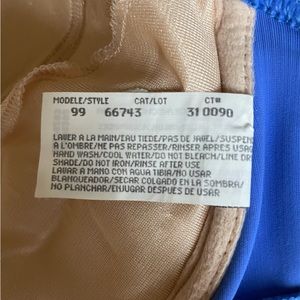 MODELE/STYLE CAT/LOT CT#
99 66743 31 0090
LAVER A LA MAIN/EAU TIEDE/PAS DE JAVEL/SUSPEN
A L'OMBRE/NE PAS REPASSER/RINSER APRES USAG
HAND WASH/COOL WATER/DO NOT BLEACH/LINE DR
SHADE/DO NOT IRON/RINSE AFTER USE
LAVAR A MANO CON AGUA TIBIA/NO USAR
BLANQUEADOR/SECAR COLGADO EN LA SOMBRA/
NO PLANCHAR/ENJUGAR DESPUES DE USAR